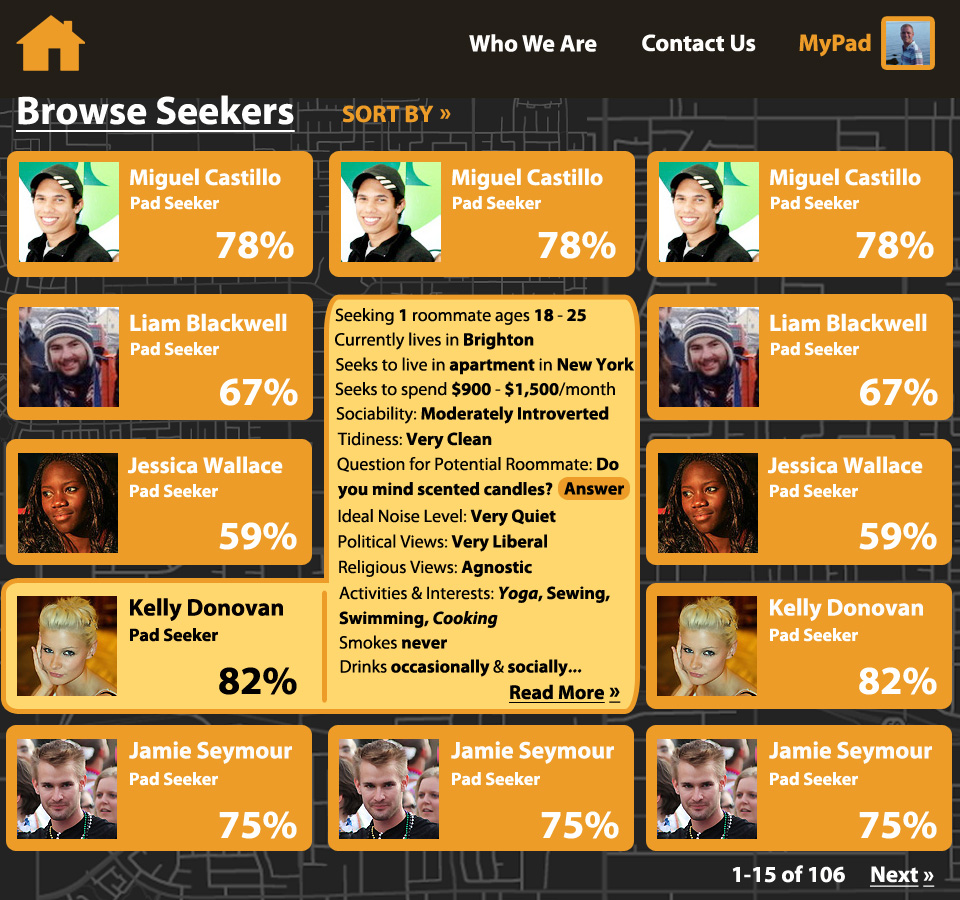 Who We Are
Contact Us
MyPad
Browse Seekers
SORT BY »
Miguel Castillo
Pad Seeker
78%
Miguel Castillo
Pad Seeker
78%
Miguel Castillo
Pad Seeker
78%
Liam Blackwell
Pad Seeker
67%
Seeking 1 roommate ages 18 - 25
Currently lives in Brighton
Seeks to live in apartment in New York
Seeks to spend $900 - $1,500/month
Sociability: Moderately Introverted
Tidiness: Very Clean
Question for Potential Roommate: Do
you mind scented candles? Answer
Ideal Noise Level: Very Quiet
Political Views: Very Liberal
Religious Views: Agnostic
Activities & Interests: Yoga, Sewing,
Swimming, Cooking
Smokes never
Drinks occasionally & socially...
Read More »
Liam Blackwell
Pad Seeker
67%
Jessica Wallace
Pad Seeker
59%
Jessica Wallace
Pad Seeker
59%
Kelly Donovan
Pad Seeker
82%
Kelly Donovan
Pad Seeker
82%
Jamie Seymour
Pad Seeker
75%
Jamie Seymour
Pad Seeker
75%
Jamie Seymour
Pad Seeker
75%
1-15 of 106
Next »